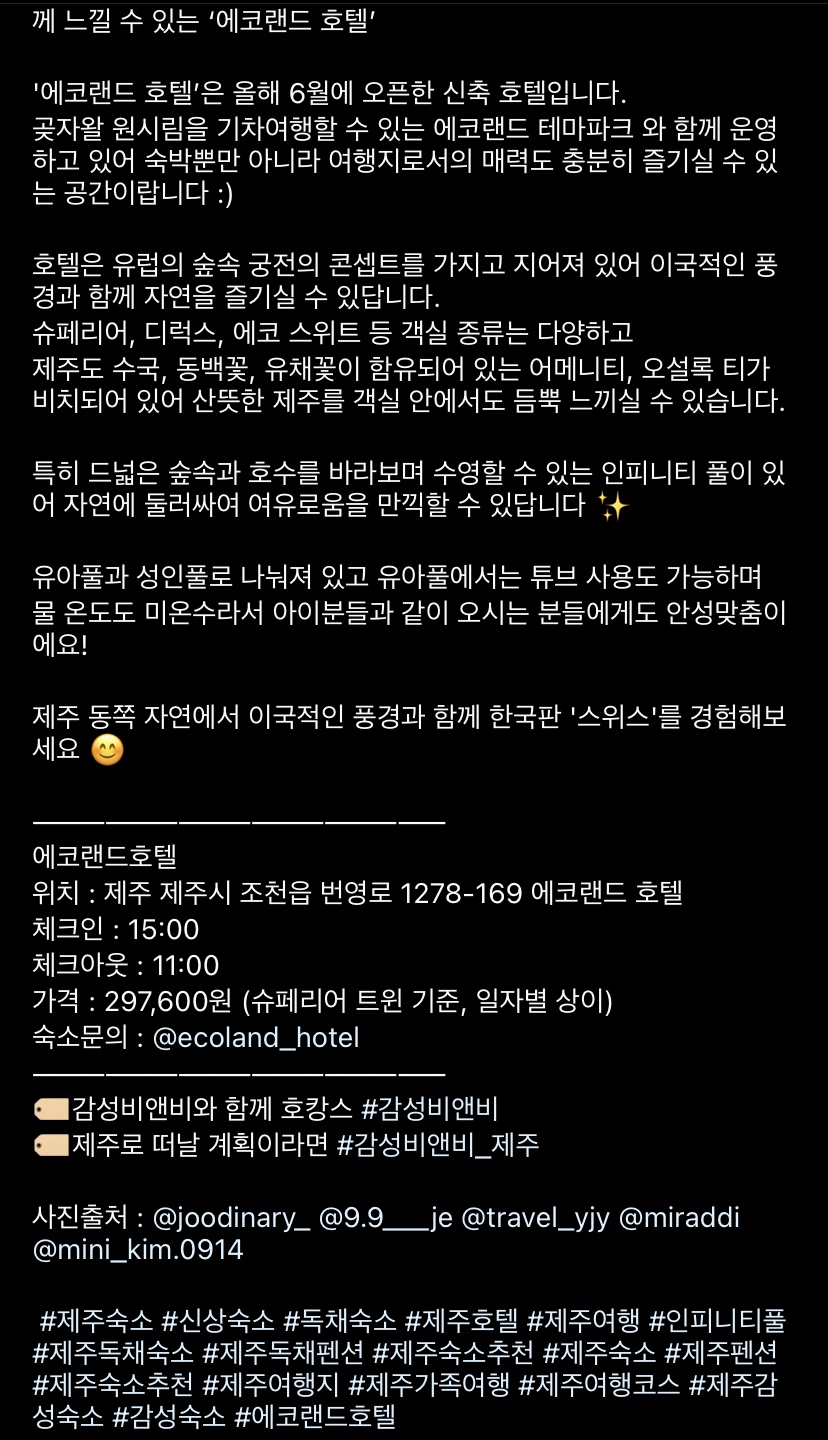 께 느낄 수 있는 ‘에코랜드 호텔’
'에코랜드 호텔’은 올해 6월에 오픈한 신축 호텔입니다.
곶자왈 원시림을 기차여행할 수 있는 에코랜드 테마파크 와 함께 운영
하고 있어 숙박뿐만 아니라 여행지로서의 매력도 충분히 즐기실 수 있
는 공간이랍니다 :)
호텔은 유럽의 숲속 궁전의 콘셉트를 가지고 지어져 있어 이국적인 풍
경과 함께 자연을 즐기실 수 있답니다.
슈페리어, 디럭스, 에코 스위트 등 객실 종류는 다양하고
제주도 수국, 동백꽃, 유채꽃이 함유되어 있는 어메니티, 오설록 티가
비치되어 있어 산뜻한 제주를 객실 안에서도 듬뿍 느끼실 수 있습니다.
특히 드넓은 숲속과 호수를 바라보며 수영할 수 있는 인피니티 풀이 있
어 자연에 둘러싸여 여유로움을 만끽할 수 있답니다 ✨
유아풀과 성인풀로 나눠져 있고 유아풀에서는 튜브 사용도 가능하며
물 온도도 미온수라서 아이분들과 같이 오시는 분들에게도 안성맞춤이
에요!
제주 동쪽 자연에서 이국적인 풍경과 함께 한국판 '스위스'를 경험해보
세요 😊
—————————————————
에코랜드호텔
위치 : 제주 제주시 조천읍 번영로 1278-169 에코랜드 호텔
체크인 : 15:00
체크아웃 : 11:00
가격 : 297,600원 (슈페리어 트윈 기준, 일자별 상이)
숙소문의 : @ecoland_hotel
—————————————————
🏷️감성비앤비와 함께 호캉스 #감성비앤비
🏷️제주로 떠날 계획이라면 #감성비앤비_제주
사진출처 : @joodinary_ @9.9___je @travel_yjy @miraddi
@mini_kim.0914
#제주숙소 #신상숙소 #독채숙소 #제주호텔 #제주여행 #인피니티풀
#제주독채숙소 #제주독채펜션 #제주숙소추천 #제주숙소 #제주펜션
#제주숙소추천 #제주여행지 #제주가족여행 #제주여행코스 #제주감
성숙소 #감성숙소 #에코랜드호텔